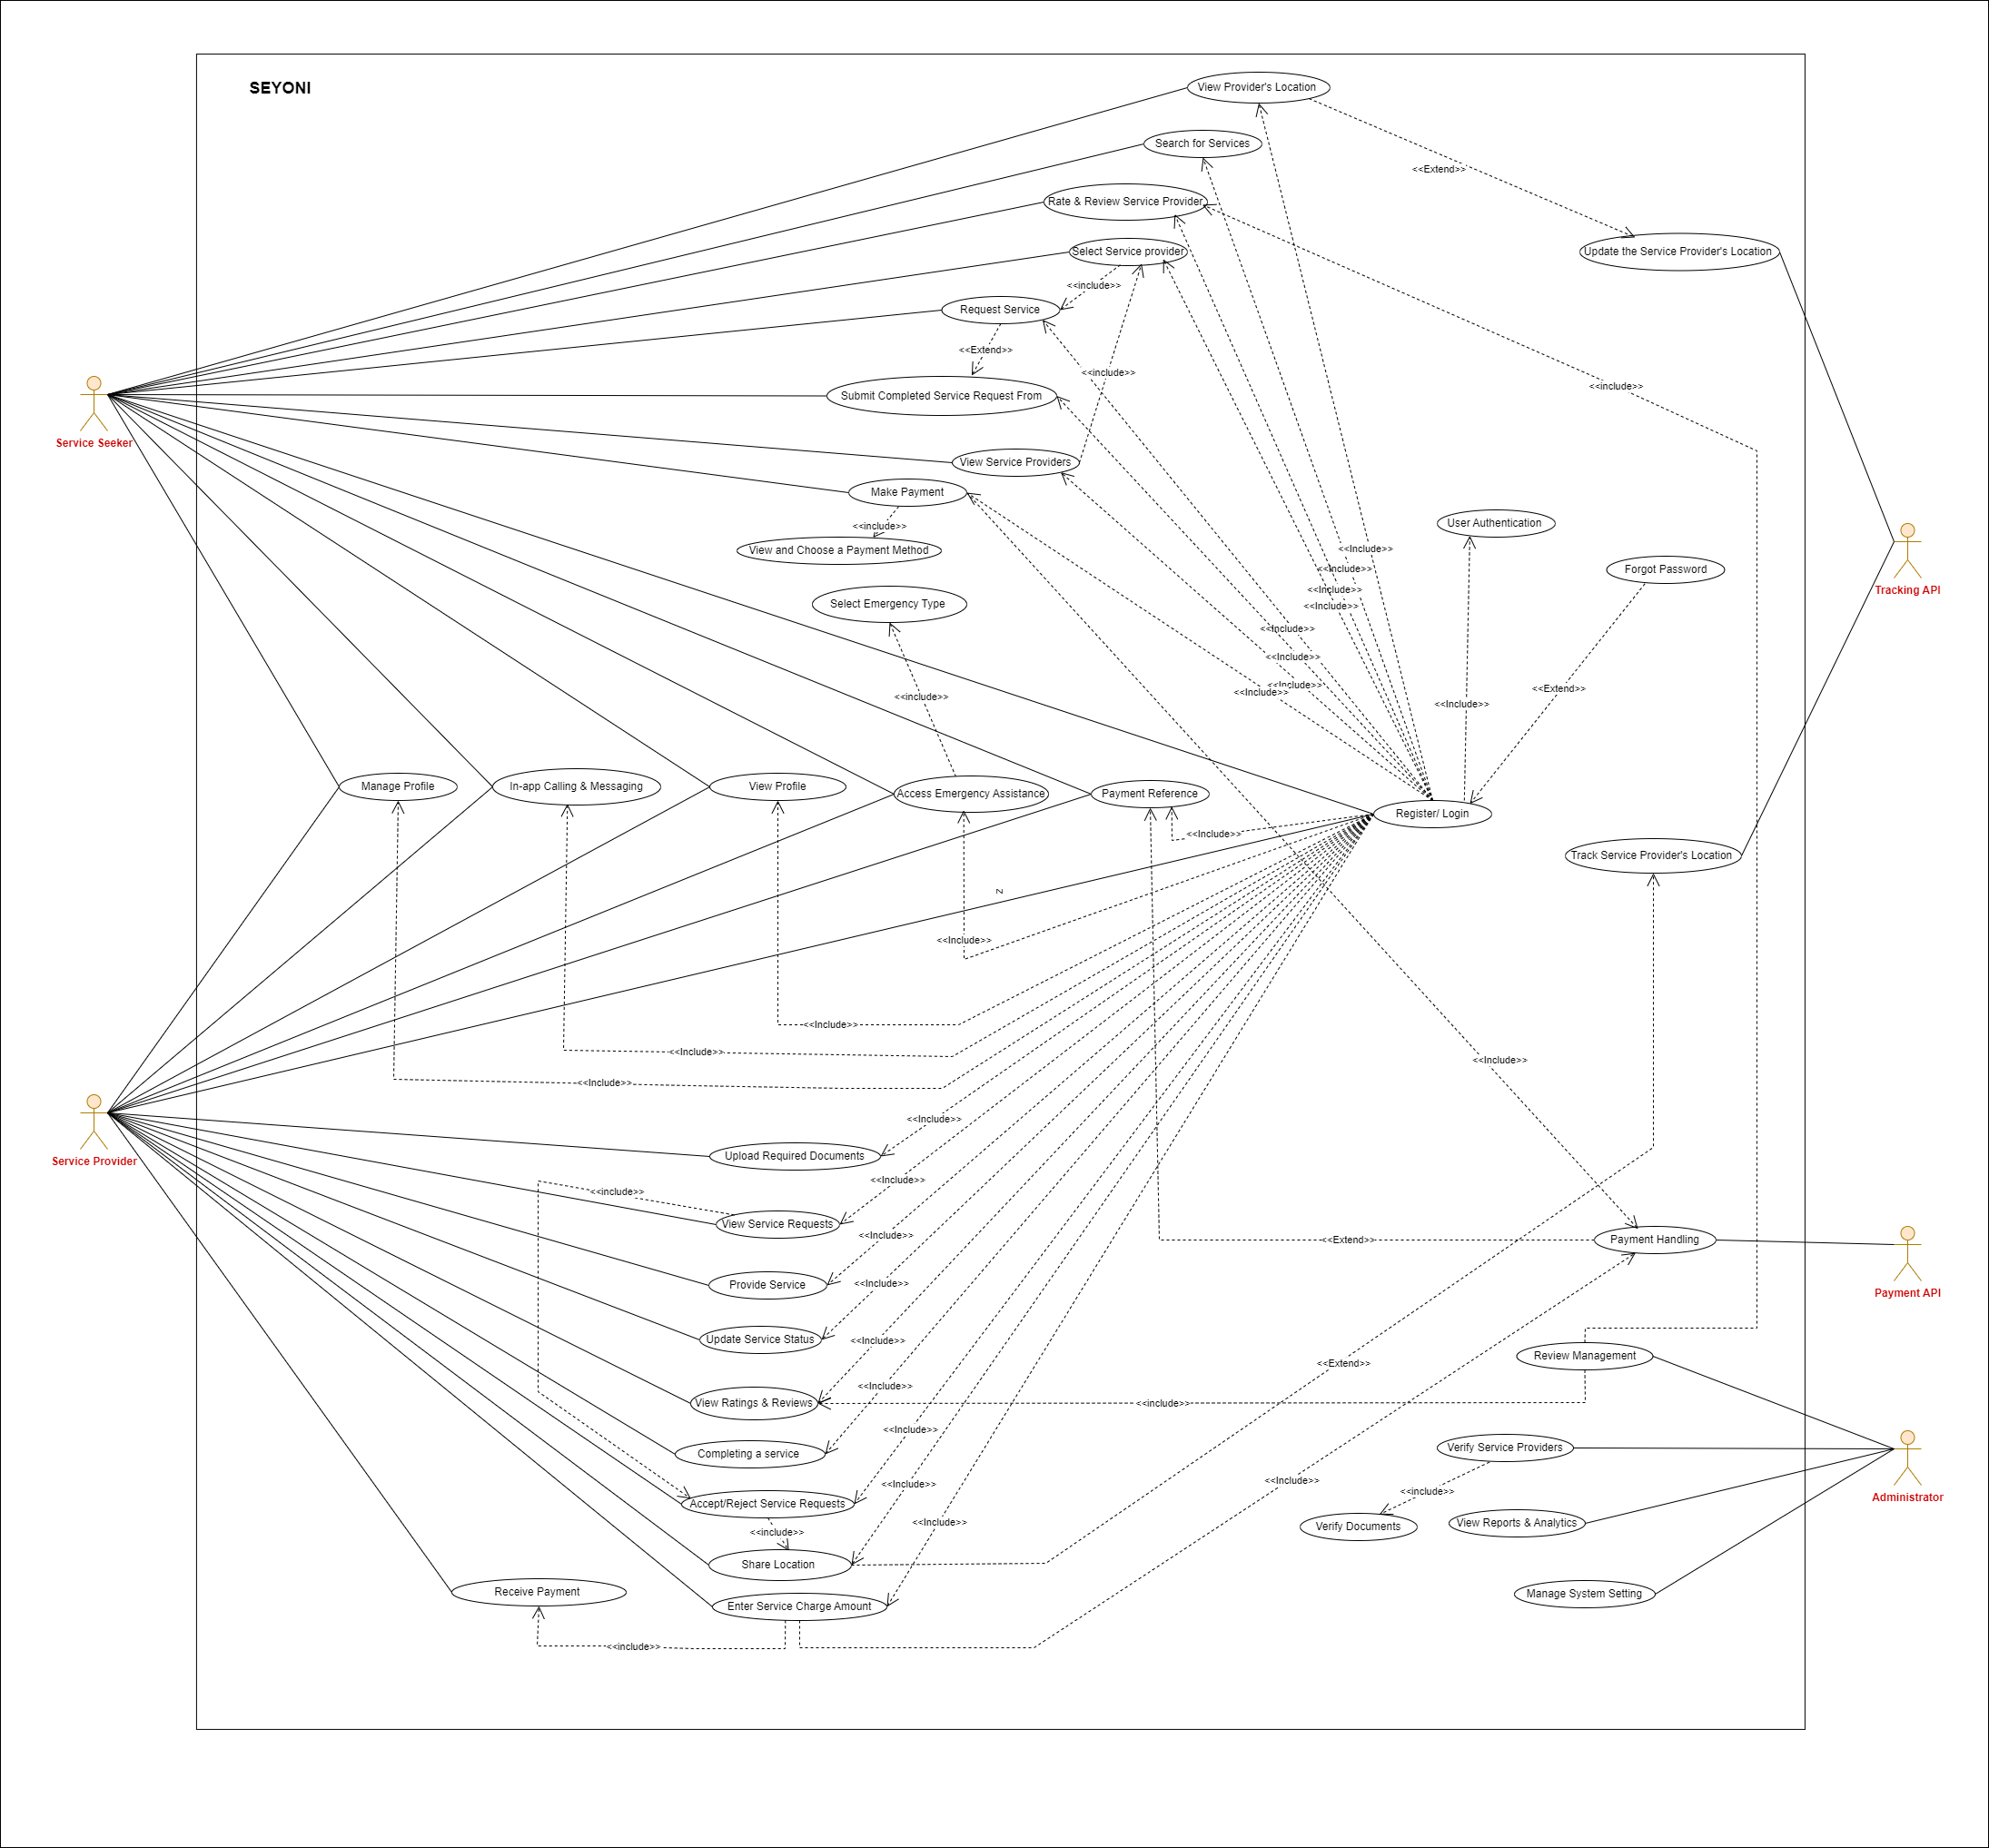 SEYONI
View Provider's Location
Search for Services
<<Extend>>
Rate & Review Service Provider
Select Service provider
Update the Service Provider's Location
<<include>>
Request Service
<<Extend>>
<<include>>
<<include>>
Submit Completed Service Request From
Service Seeker
View Service Providers
Make Payment
<<include>>
User Authentication
View and Choose a Payment Method
<<Include>>
<<Include>>
Forgot Password
Tracking API
<<Include>>
Select Emergency Type
<<Include>>
<<Include>>
<<Include>>
<<Include>>
<<Include>>
<<Extend>>
<<include>>
<<Include>>
Manage Profile
In-app Calling & Messaging
View Profile
Access Emergency Assistance
Payment Reference
Register/ Login
<<Include>>
Track Service Provider's Location
Z
<<Include>>
<<Include>>
<<Include>>
<<Include>>
<<Include>>
<<Include>>
Upload Required Documents
Service Provider
<<Include>>
<<include>>
View Service Requests
<<Include>>
<<Extend>>
Payment Handling
Provide Service
<<Include>>
Payment API
Update Service Status
<<Include>>
Review Management
<<Extend>>
<<Include>>
View Ratings & Reviews
<<include>>
<<Include>>
Verify Service Providers
Completing a service
<<Include>>
<<Include>>
<<include>>
Administrator
Accept/Reject Service Requests
<<Include>>
View Reports & Analytics
Verify Documents
<<include>>
Share Location
Receive Payment
Manage System Setting
Enter Service Charge Amount
<<include>>